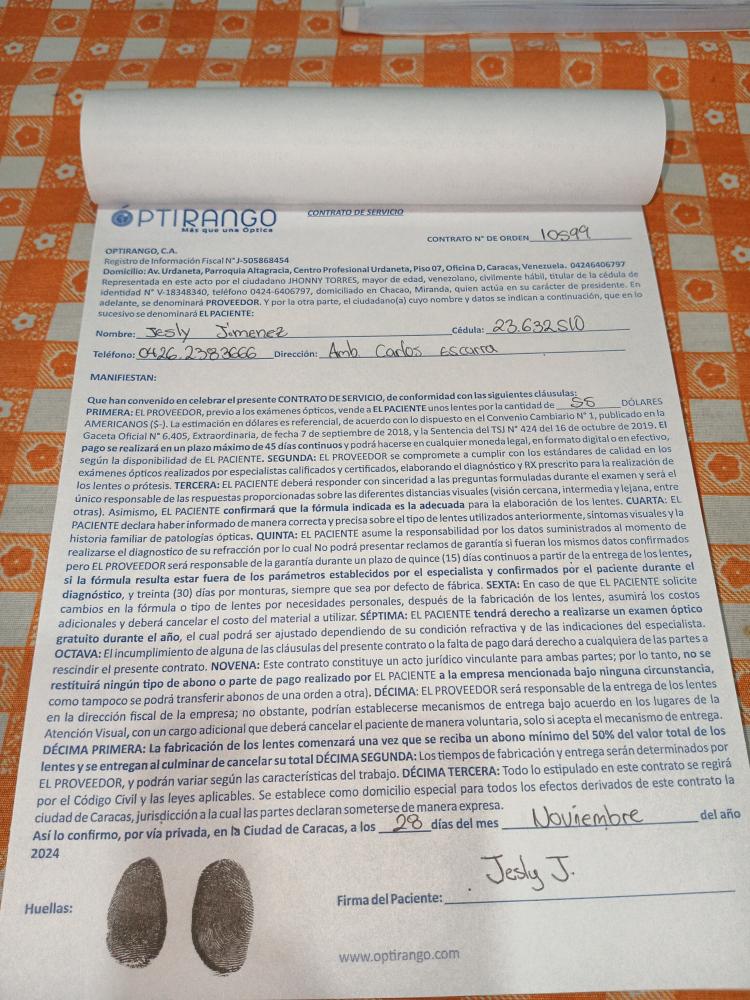 ÓPTIRANGO
Más que una Óptica
CONTRATO DE SERVICIO
CONTRATO N° DE ORDEN 10599
OPTIRANGO, C.A.
Registro de Información Fiscal N° J-505868454
Domicilio: Av. Urdaneta, Parroquia Altagracia, Centro Profesional Urdaneta, Piso 07, Oficina D, Caracas, Venezuela. 04246406797
Representada en este acto por el ciudadano JHONNY TORRES, mayor de edad, venezolano, civilmente hábil, titular de la cédula de
identidad N° V-18348340, teléfono 0424-6406797, domiciliado en Chacao, Miranda, quien actúa en su carácter de presidente. En
adelante, se denominará PROVEEDOR. Y por la otra parte, el ciudadano(a) cuyo nombre y datos se indican a continuación, que en lo
sucesivo se denominará EL PACIENTE:
Nombre: Jesly Jimenez Cédula: 23.632510
Teléfono: 0426.2383666 Dirección: Amb. Carlos Escarra
MANIFIESTAN:
Que han convenido en celebrar el presente CONTRATO DE SERVICIO, de conformidad con las siguientes cláusulas:
PRIMERA: EL PROVEEDOR, previo a los exámenes ópticos, vende a EL PACIENTE unos lentes por la cantidad de 55 DÓLARES
AMERICANOS ($-). La estimación en dólares es referencial, de acuerdo con lo dispuesto en el Convenio Cambiario N° 1, publicado en la
Gaceta Oficial N° 6.405, Extraordinaria, de fecha 7 de septiembre de 2018, y la Sentencia del TSJ N° 424 del 16 de octubre de 2019. El
pago se realizará en un plazo máximo de 45 días continuos y podrá hacerse en cualquier moneda legal, en formato digital o en efectivo,
según la disponibilidad de EL PACIENTE. SEGUNDA: EL PROVEEDOR se compromete a cumplir con los estándares de calidad en los
exámenes ópticos realizados por especialistas calificados y certificados, elaborando el diagnóstico y RX prescrito para la realización de
los lentes o prótesis. TERCERA: EL PACIENTE deberá responder con sinceridad a las preguntas formuladas durante el examen y será el
único responsable de las respuestas proporcionadas sobre las diferentes distancias visuales (visión cercana, intermedia y lejana, entre
otras). Asimismo, EL PACIENTE confirmará que la fórmula indicada es la adecuada para la elaboración de los lentes. CUARTA: EL
PACIENTE declara haber informado de manera correcta y precisa sobre el tipo de lentes utilizados anteriormente, síntomas visuales y la
historia familiar de patologías ópticas. QUINTA: El PACIENTE asume la responsabilidad por los datos suministrados al momento de
realizarse el diagnostico de su refracción por lo cual No podrá presentar reclamos de garantía si fueran los mismos datos confirmados
pero EL PROVEEDOR será responsable de la garantía durante un plazo de quince (15) días continuos a partir de la entrega de los lentes,
si la fórmula resulta estar fuera de los parámetros establecidos por el especialista y confirmados por el paciente durante el
diagnóstico, y treinta (30) días por monturas, siempre que sea por defecto de fábrica. SEXTA: En caso de que EL PACIENTE solicite
cambios en la fórmula o tipo de lentes por necesidades personales, después de la fabricación de los lentes, asumirá los costos
adicionales y deberá cancelar el costo del material a utilizar. SÉPTIMA: EL PACIENTE tendrá derecho a realizarse un examen óptico
gratuito durante el año, el cual podrá ser ajustado dependiendo de su condición refractiva y de las indicaciones del especialista.
OCTAVA: El incumplimiento de alguna de las cláusulas del presente contrato o la falta de pago dará derecho a cualquiera de las partes a
rescindir el presente contrato. NOVENA: Este contrato constituye un acto jurídico vinculante para ambas partes; por lo tanto, no se
restituirá ningún tipo de abono o parte de pago realizado por EL PACIENTE a la empresa mencionada bajo ninguna circunstancia,
como tampoco se podrá transferir abonos de una orden a otra). DÉCIMA: EL PROVEEDOR será responsable de la entrega de los lentes
en la dirección fiscal de la empresa; no obstante, podrían establecerse mecanismos de entrega bajo acuerdo en los lugares de la
Atención Visual, con un cargo adicional que deberá cancelar el paciente de manera voluntaria, solo si acepta el mecanismo de entrega.
DÉCIMA PRIMERA: La fabricación de los lentes comenzará una vez que se reciba un abono mínimo del 50% del valor total de los
lentes y se entregan al culminar de cancelar su total DÉCIMA SEGUNDA: Los tiempos de fabricación y entrega serán determinados por
EL PROVEEDOR, y podrán variar según las características del trabajo. DÉCIMA TERCERA: Todo lo estipulado en este contrato se regirá
por el Código Civil y las leyes aplicables. Se establece como domicilio especial para todos los efectos derivados de este contrato la
ciudad de Caracas, jurisdicción a la cual las partes declaran someterse de manera expresa.
Así lo confirmo, por vía privada, en la Ciudad de Caracas, a los 28 días del mes Noviembre del año
2024
Jesly J.
Huellas: Firma del Paciente:
www.optirango.com